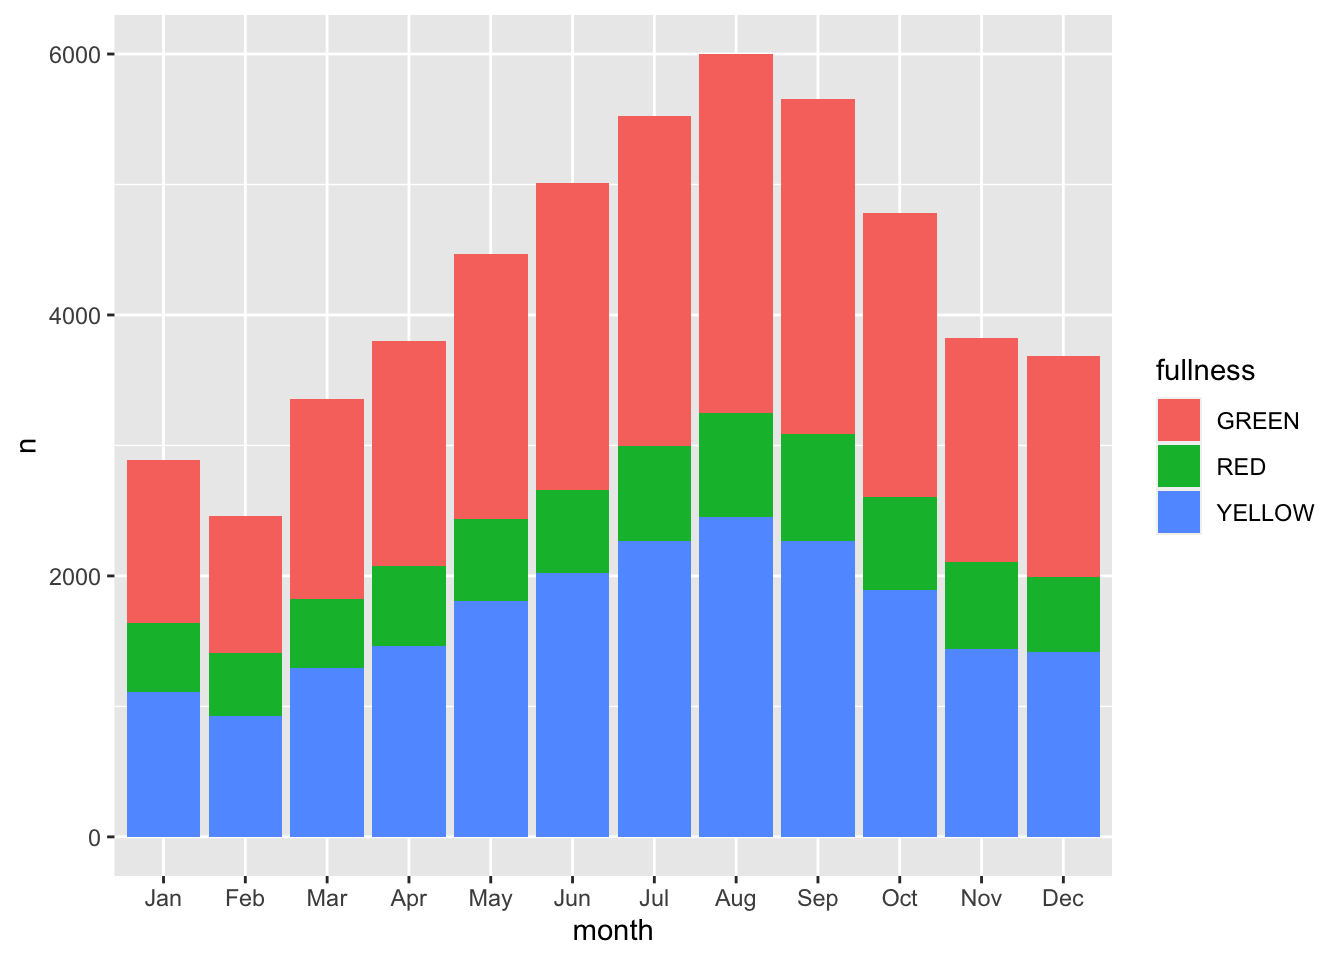 6000
4000
2000
0
n
Jan Feb Mar Apr May Jun Jul Aug Sep Oct Nov Dec
month
fullness
GREEN
RED
YELLOW